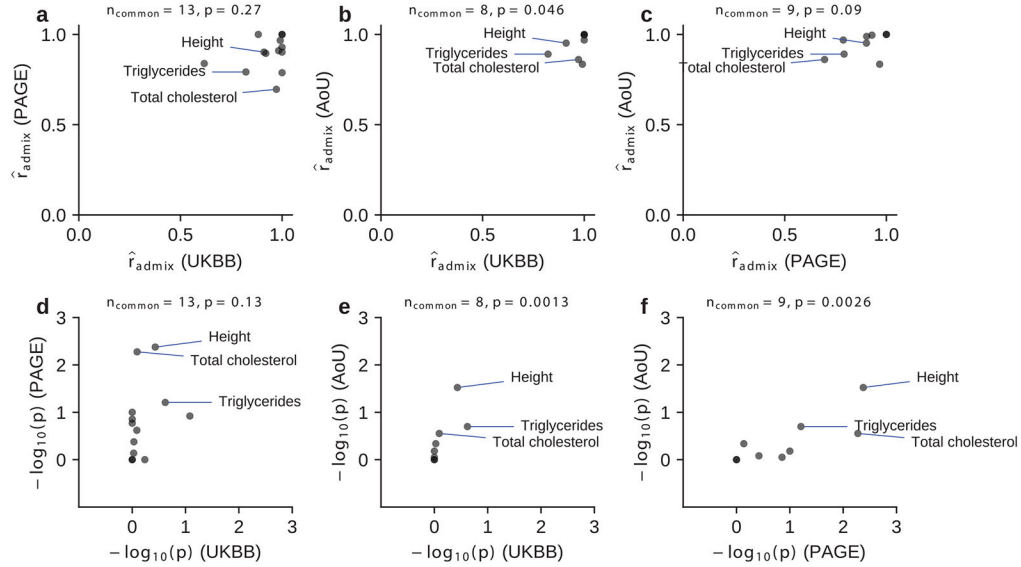 a
n_common = 13, p = 0.27
1.0
0.5
0.0
r̂_admix (PAGE)
Height
Triglycerides
Total cholesterol
0.0 0.5 1.0
r̂_admix (UKBB)
b
n_common = 8, p = 0.046
1.0
0.5
0.0
r̂_admix (AoU)
Height
Triglycerides
Total cholesterol
0.0 0.5 1.0
r̂_admix (UKBB)
c
n_common = 9, p = 0.09
1.0
0.5
0.0
r̂_admix (AoU)
Height
Triglycerides
Total cholesterol
0.0 0.5 1.0
r̂_admix (PAGE)
d
n_common = 13, p = 0.13
3
2
1
0
− log₁₀(p) (PAGE)
Height
Total cholesterol
Triglycerides
0 1 2 3
− log₁₀(p) (UKBB)
e
n_common = 8, p = 0.0013
3
2
1
0
− log₁₀(p) (AoU)
Height
Triglycerides
Total cholesterol
0 1 2 3
− log₁₀(p) (UKBB)
f
n_common = 9, p = 0.0026
3
2
1
0
− log₁₀(p) (AoU)
Height
Triglycerides
Total cholesterol
0 1 2 3
− log₁₀(p) (PAGE)